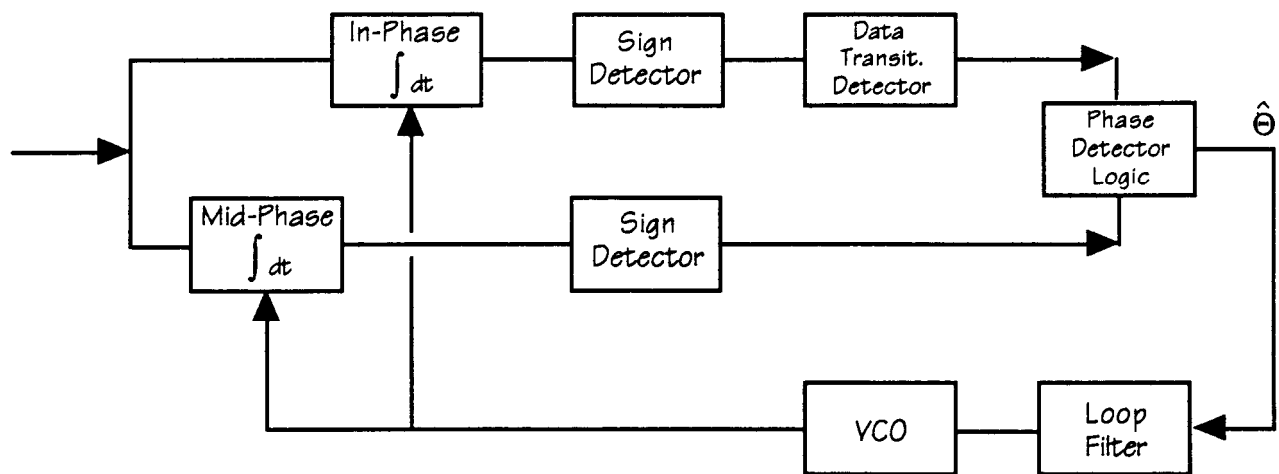 In-Phase
∫ dt
Sign
Detector
Data
Transit.
Detector
Phase
Detector
Logic
Θ̂
Mid-Phase
∫ dt
Sign
Detector
VCO
Loop
Filter